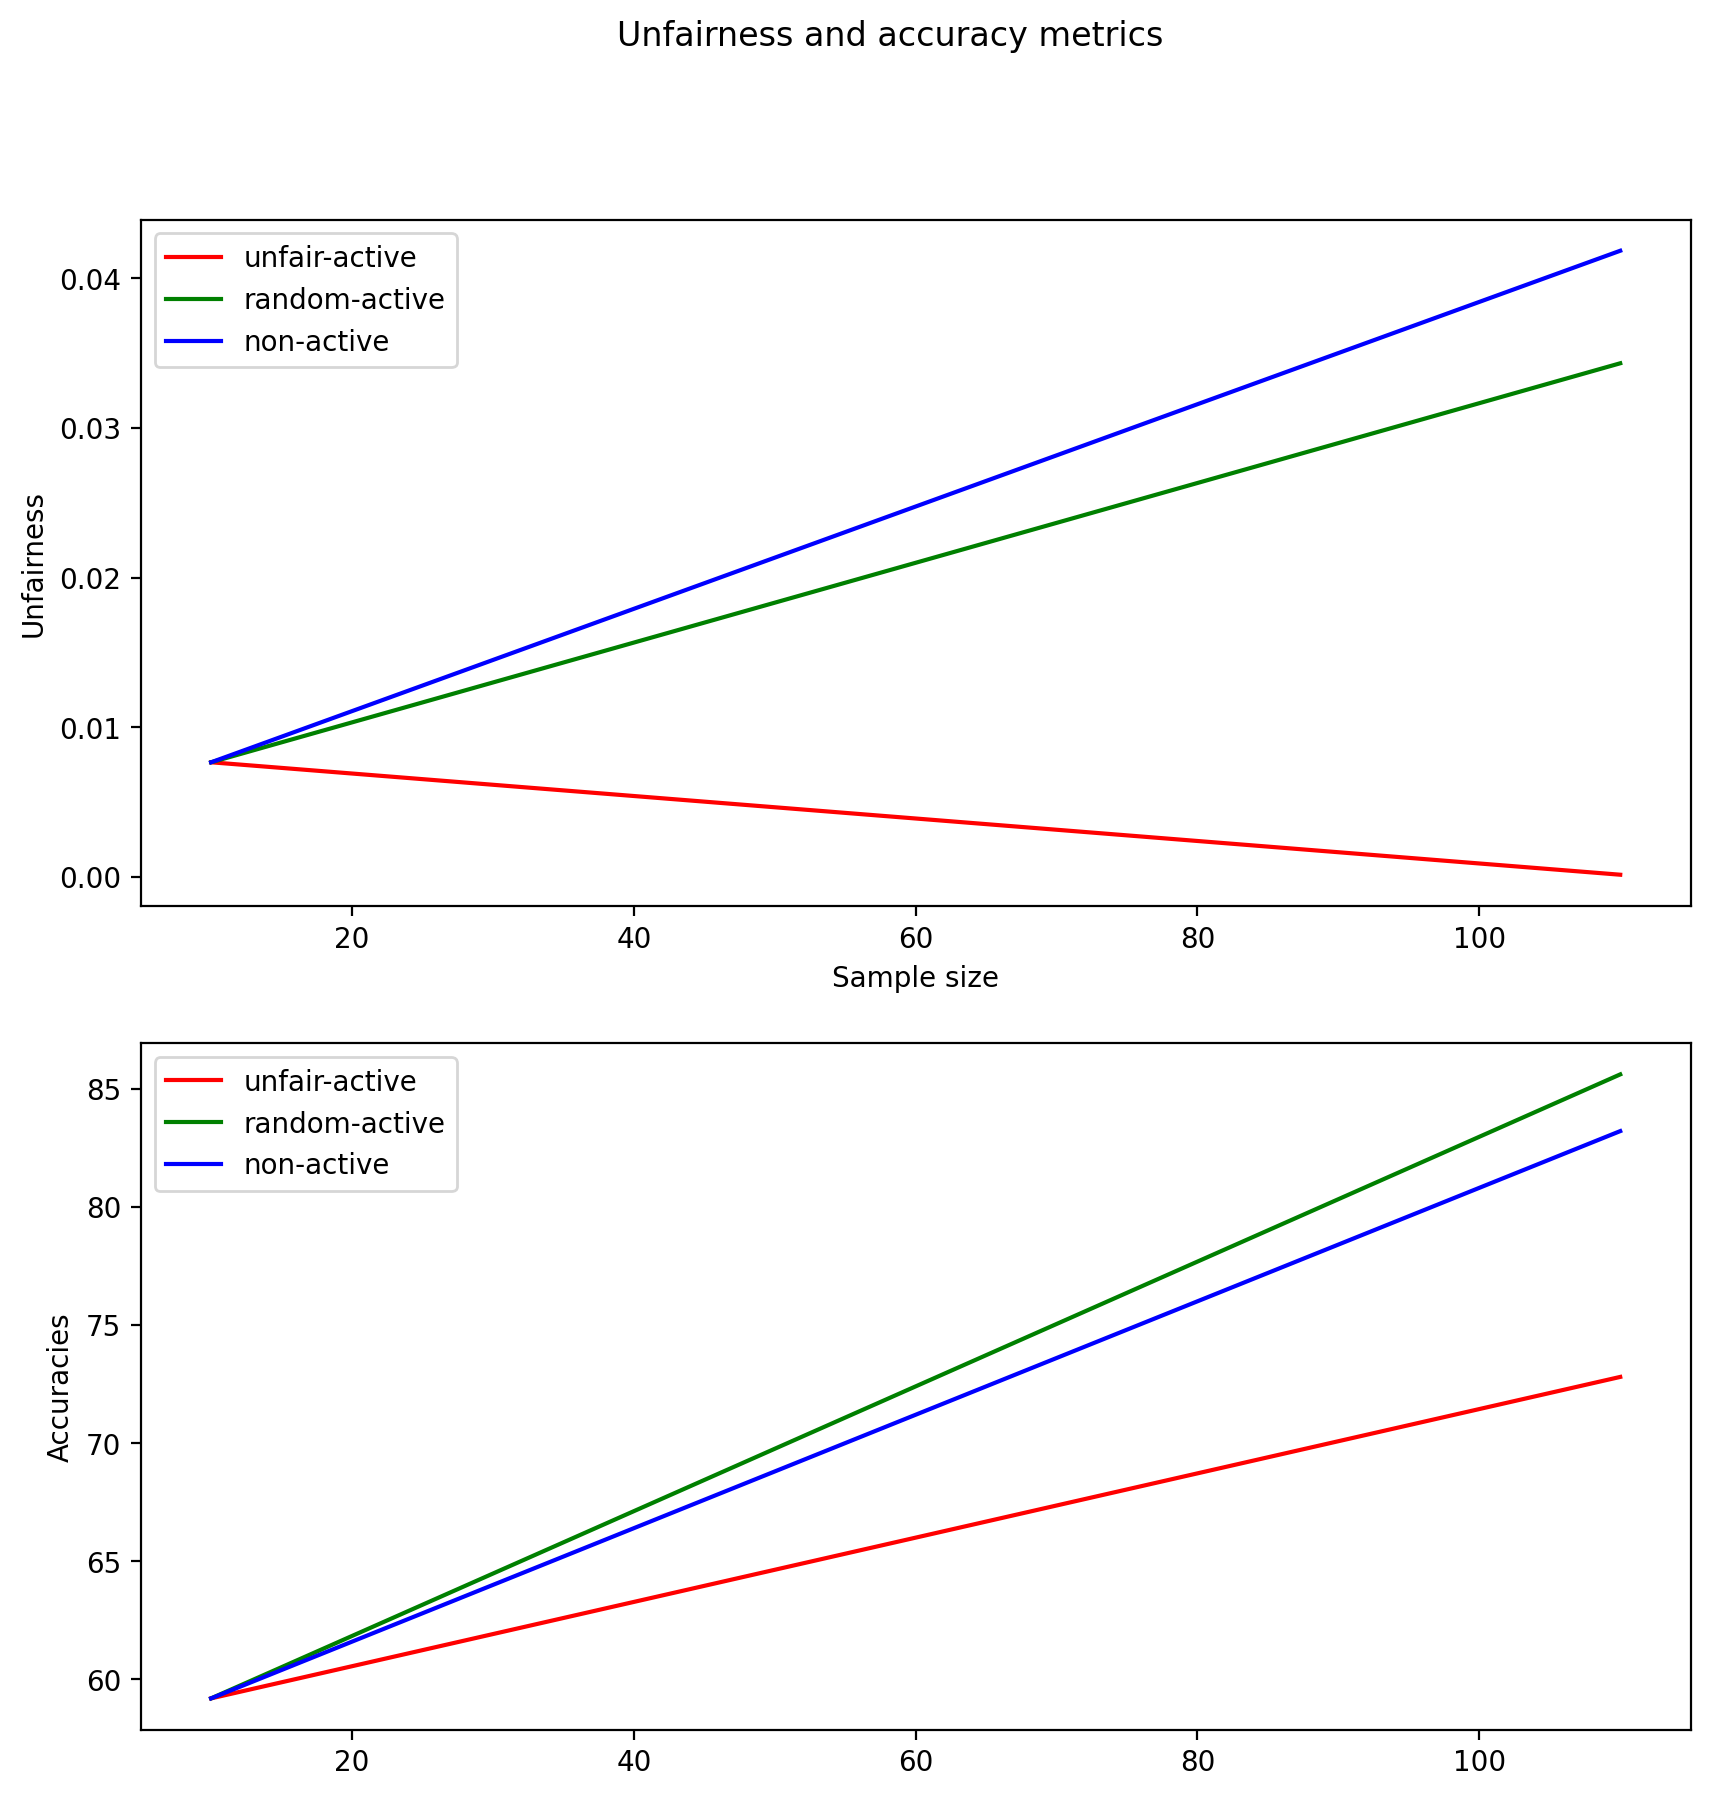 Unfairness and accuracy metrics
unfair-active
random-active
non-active
0.04
0.03
0.02
0.01
0.00
Unfairness
20 40 60 80 100
Sample size
unfair-active
random-active
non-active
85
80
75
70
65
60
Accuracies
20 40 60 80 100